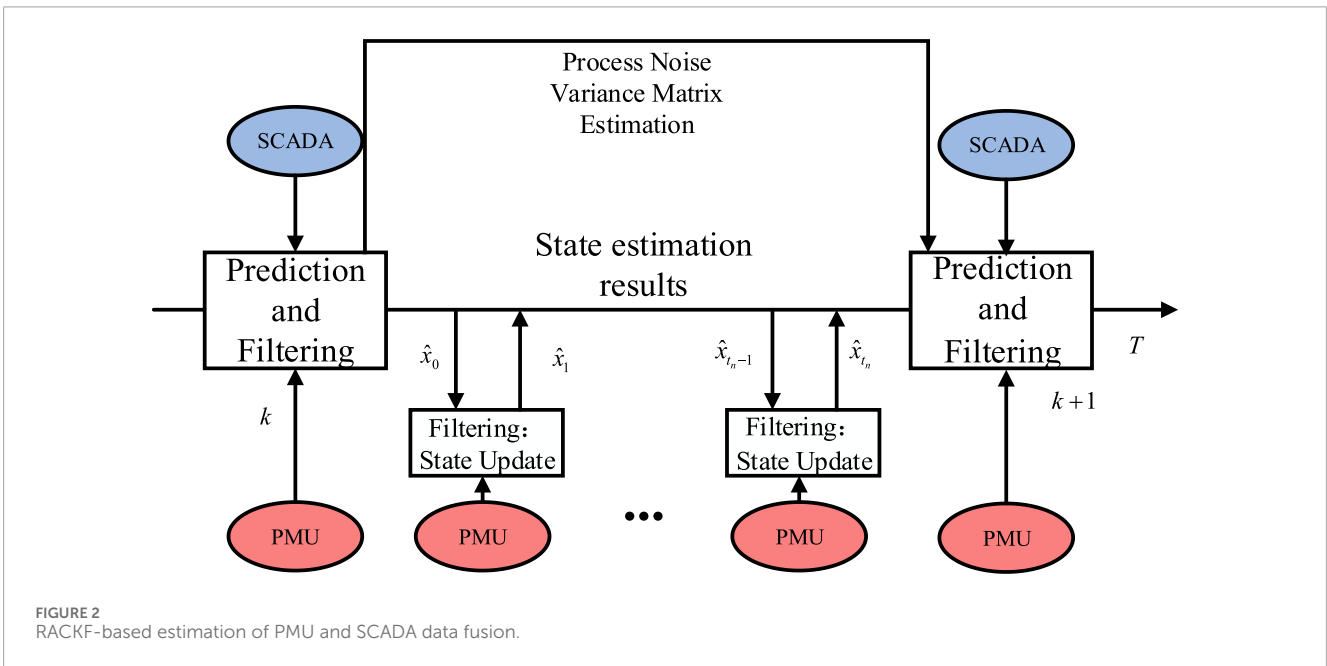 Process Noise
Variance Matrix
Estimation
SCADA
SCADA
Prediction
and
Filtering
State estimation
results
Prediction
and
Filtering
x̂₀
x̂₁
x̂ₜₙ₋₁
x̂ₜₙ
T
k
k+1
Filtering：
State Update
Filtering：
State Update
PMU
PMU
•••
PMU
PMU
FIGURE 2
RACKF-based estimation of PMU and SCADA data fusion.